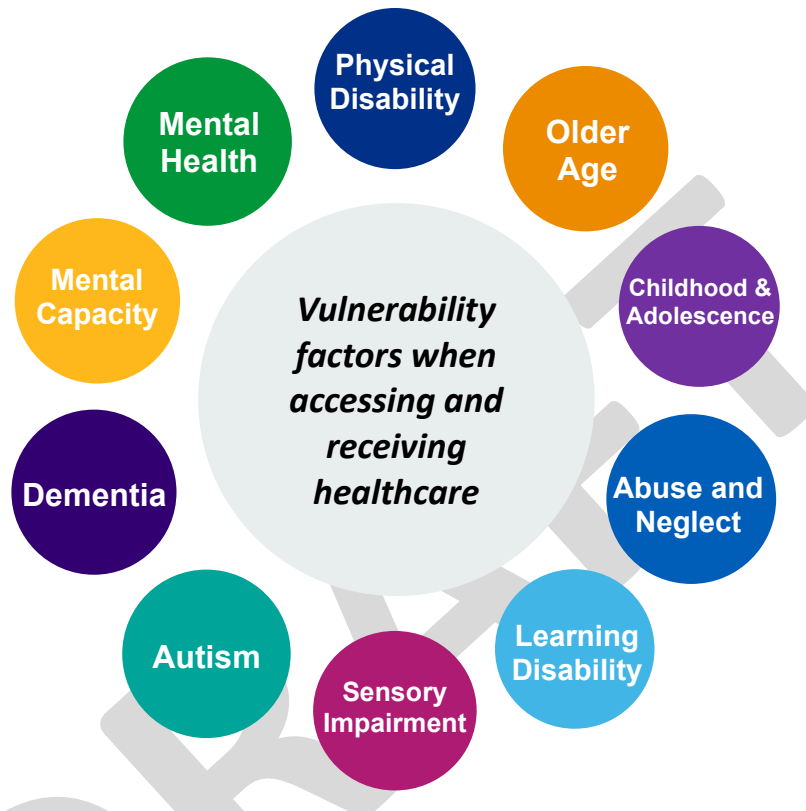 Physical
Disability
Older
Age
Childhood &
Adolescence
Abuse and
Neglect
Learning
Disability
Sensory
Impairment
Autism
Dementia
Mental
Capacity
Mental
Health
Vulnerability
factors when
accessing and
receiving
healthcare
DRAFT